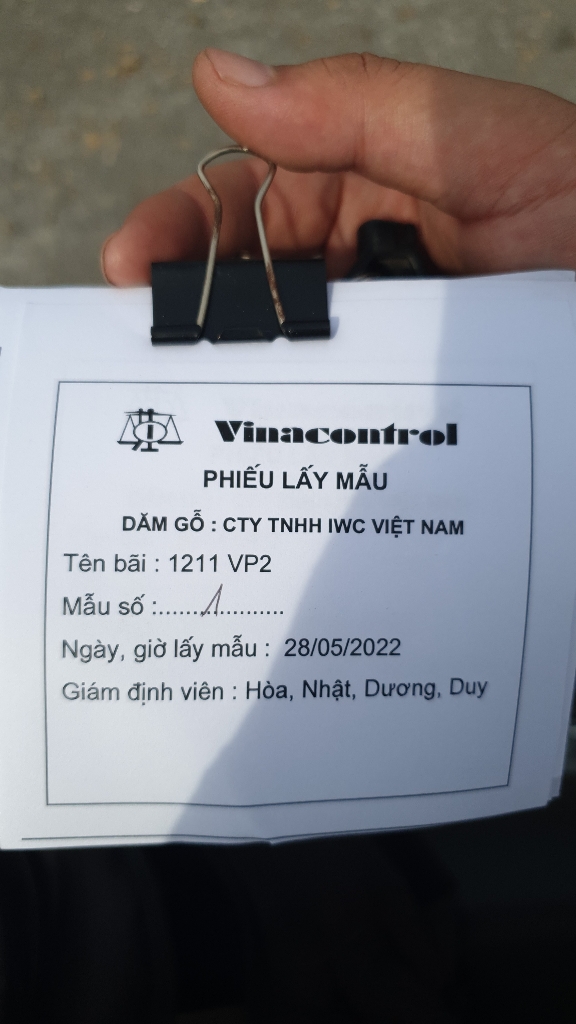 Vinacontrol
PHIẾU LẤY MẪU
DĂM GỖ : CTY TNHH IWC VIỆT NAM
Tên bãi : 1211 VP2
Mẫu số :.......1...........
Ngày, giờ lấy mẫu : 28/05/2022
Giám định viên : Hòa, Nhật, Dương, Duy